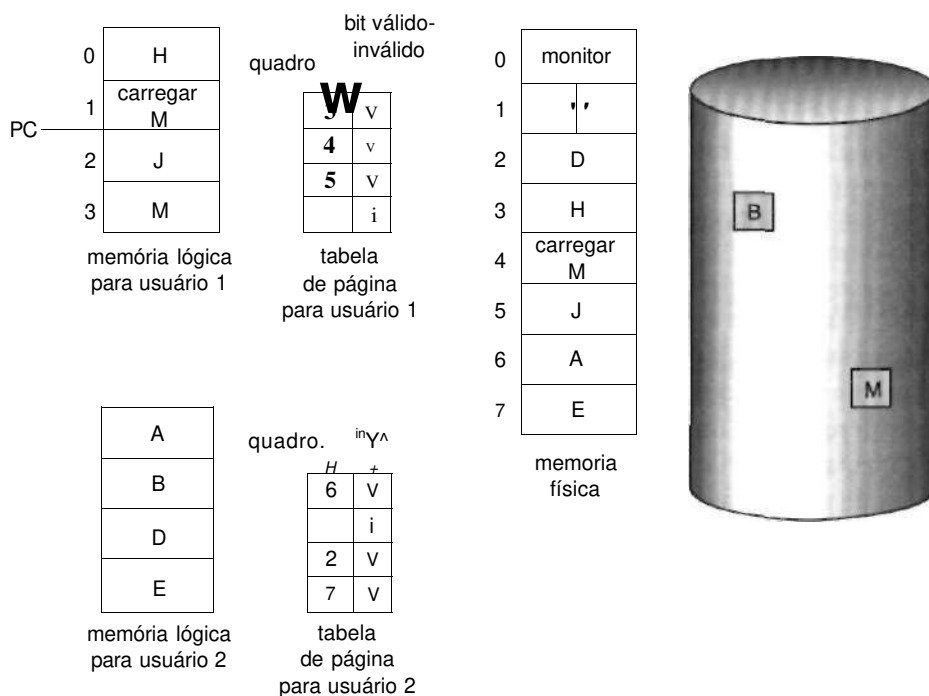 0 H
1 carregar
M
PC
2 J
3 M
memória lógica
para usuário 1
bit válido-
inválido
quadro
W
3 V
4 v
5 V
i
tabela
de página
para usuário 1
0 monitor
1
2 D
3 H
4 carregar
M
5 J
6 A
7 E
memoria
física
B
M
A
B
D
E
memória lógica
para usuário 2
quadro. inY^
H +
6 V
i
2 V
7 V
tabela
de página
para usuário 2